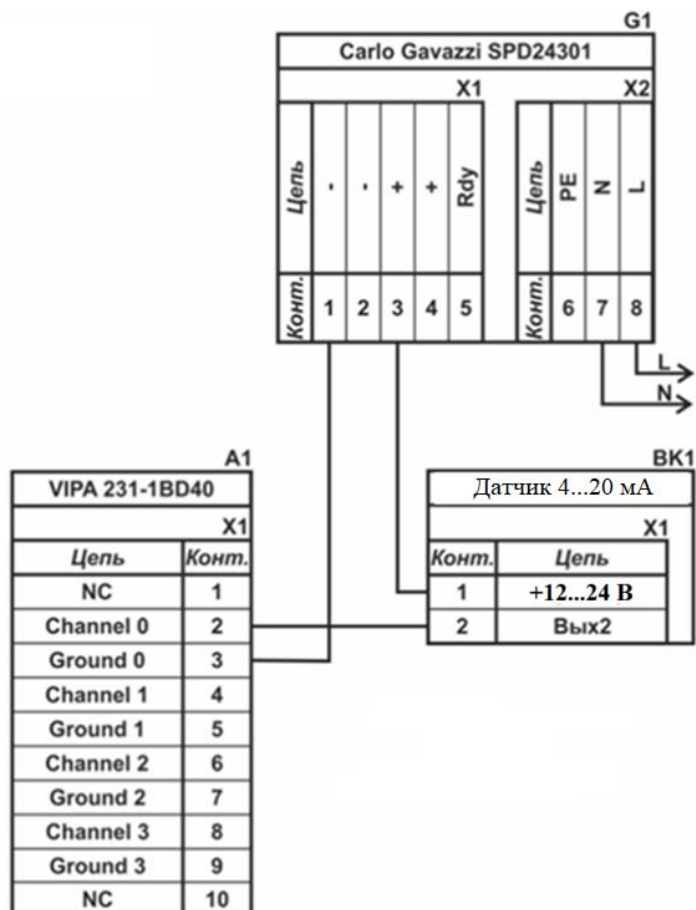 G1
Carlo Gavazzi SPD24301
X1
X2
Цепь - - + + Rdy
Цепь PE N L
Конт. 1 2 3 4 5
Конт. 6 7 8
L
N
A1
VIPA 231-1BD40
X1
Цепь Конт.
NC 1
Channel 0 2
Ground 0 3
Channel 1 4
Ground 1 5
Channel 2 6
Ground 2 7
Channel 3 8
Ground 3 9
NC 10
BK1
Датчик 4...20 мА
X1
Конт. Цепь
1 +12...24 В
2 Вых2